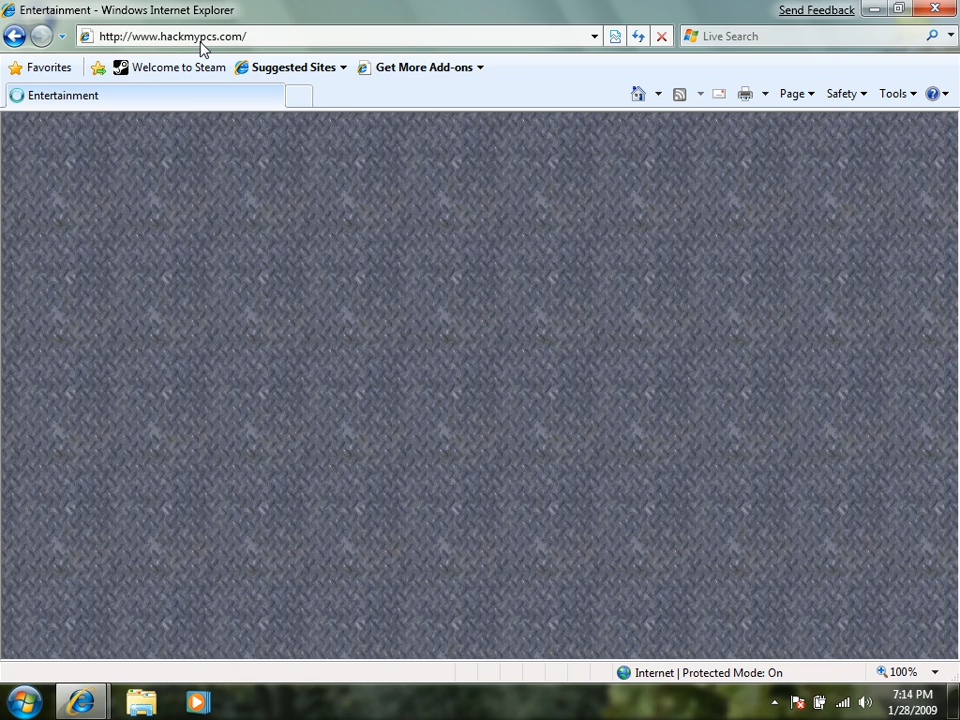 Entertainment - Windows Internet Explorer
Send Feedback
http://www.hackmypcs.com/
Live Search
Favorites
Welcome to Steam
Suggested Sites
Get More Add-ons
Entertainment
Page
Safety
Tools
Internet | Protected Mode: On
100%
7:14 PM
1/28/2009